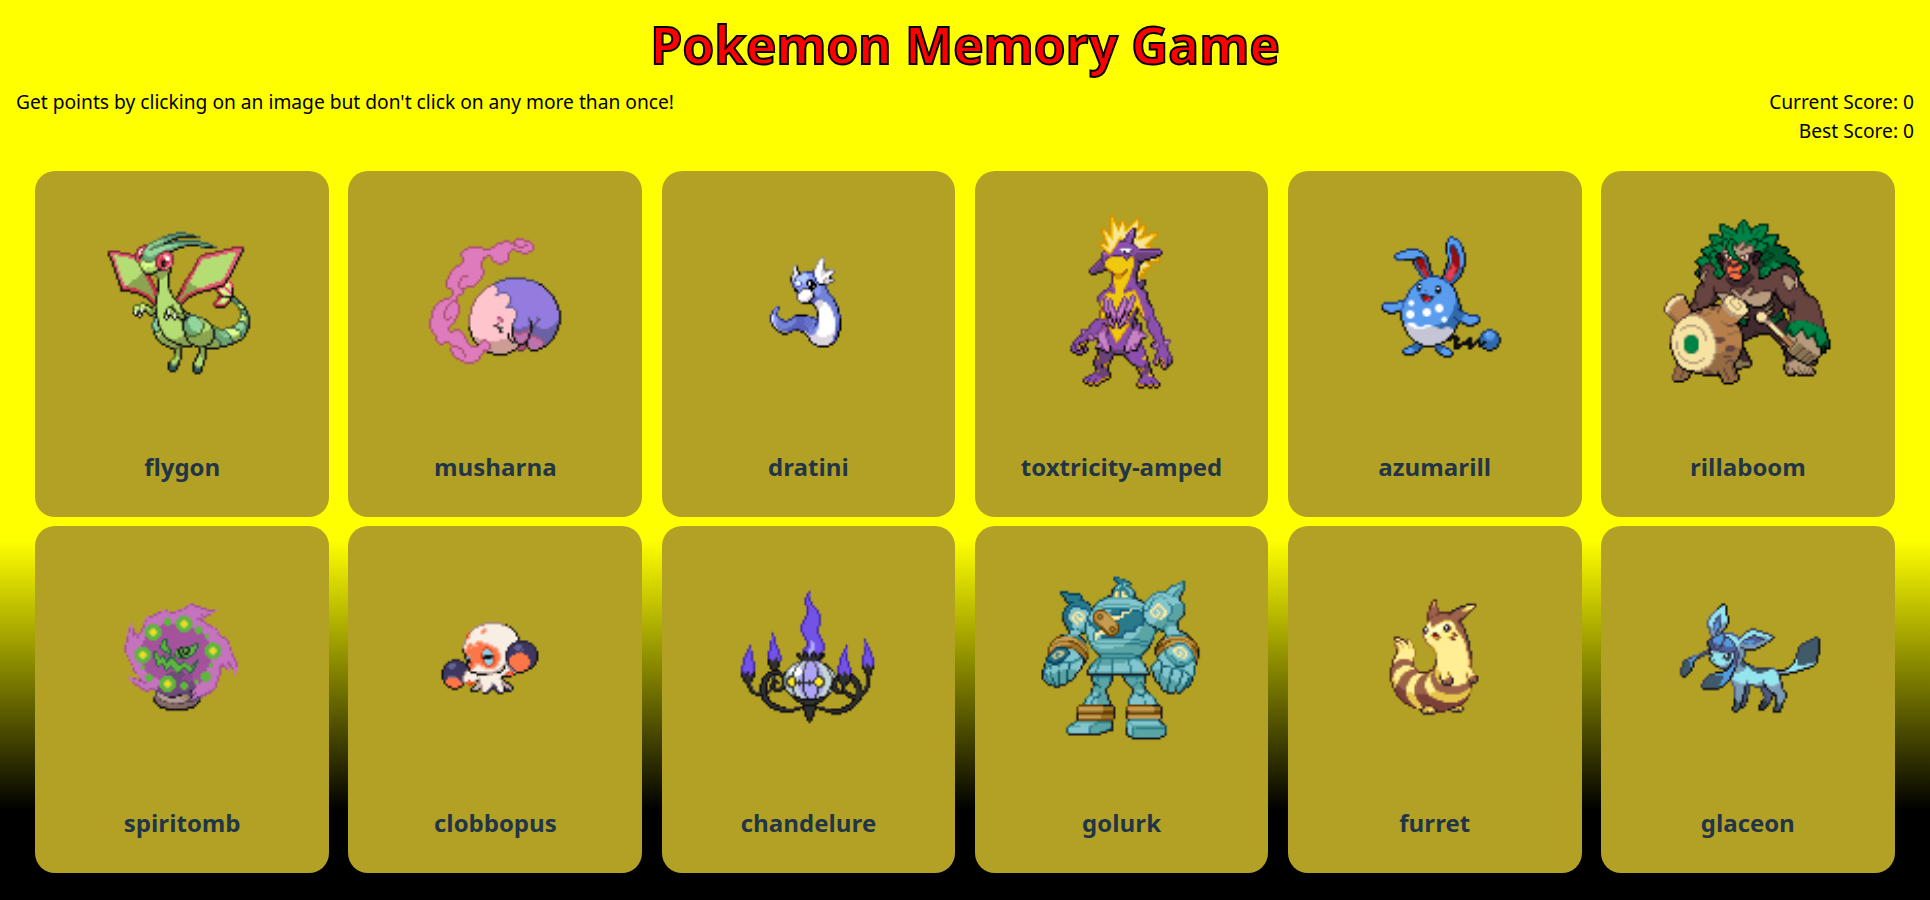 Pokemon Memory Game
Get points by clicking on an image but don't click on any more than once!
Current Score: 0
Best Score: 0
flygon
musharna
dratini
toxtricity-amped
azumarill
rillaboom
spiritomb
clobbopus
chandelure
golurk
furret
glaceon